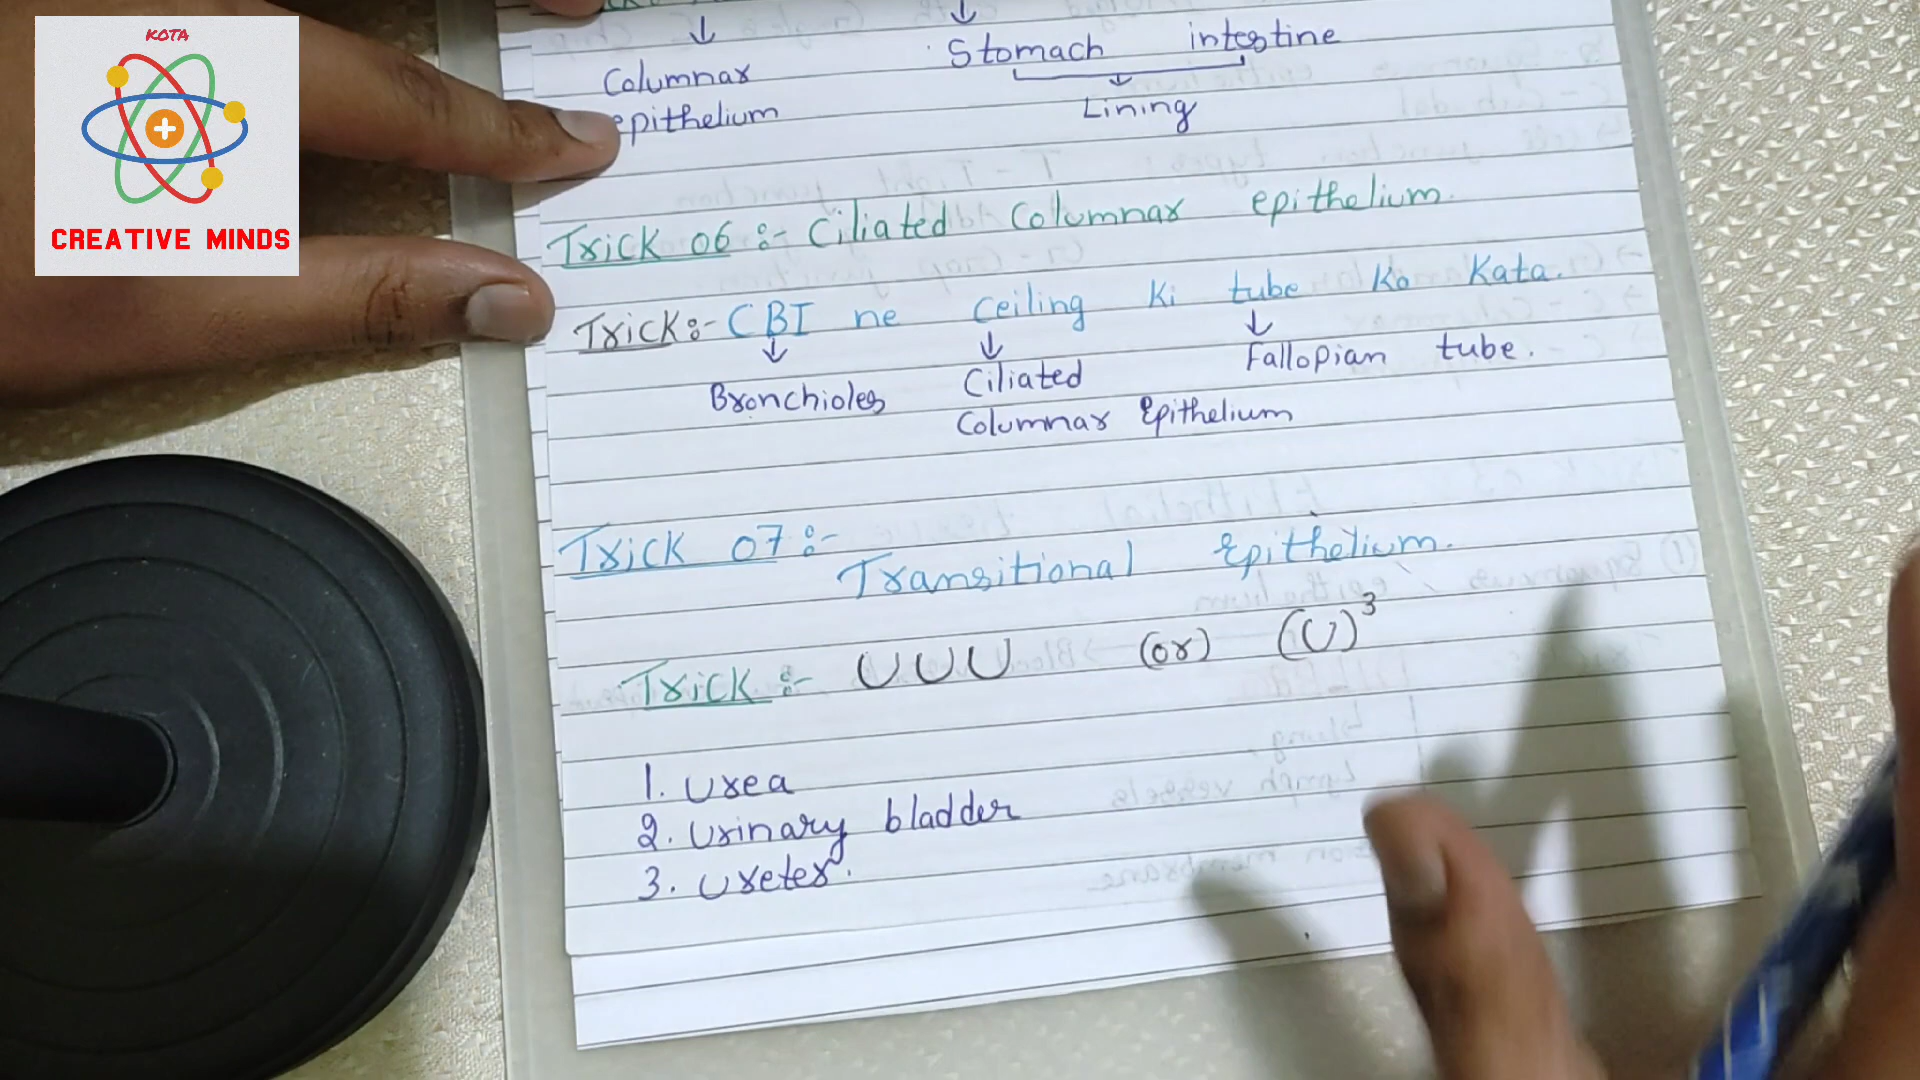 KOTA
CREATIVE MINDS
Stomach intestine
Columnar
epithelium
Lining
Trick 06 :- Ciliated Columnar epithelium.
Trick:- CBI ne ceiling Ki tube Ko Kata.
Bronchioles Ciliated Fallopian tube.
Columnar Epithelium
Trick 07 :-
Transitional Epithelium.
Trick :- UUU (or) (U)³
1. Urea
2. Urinary bladder
3. Ureter.